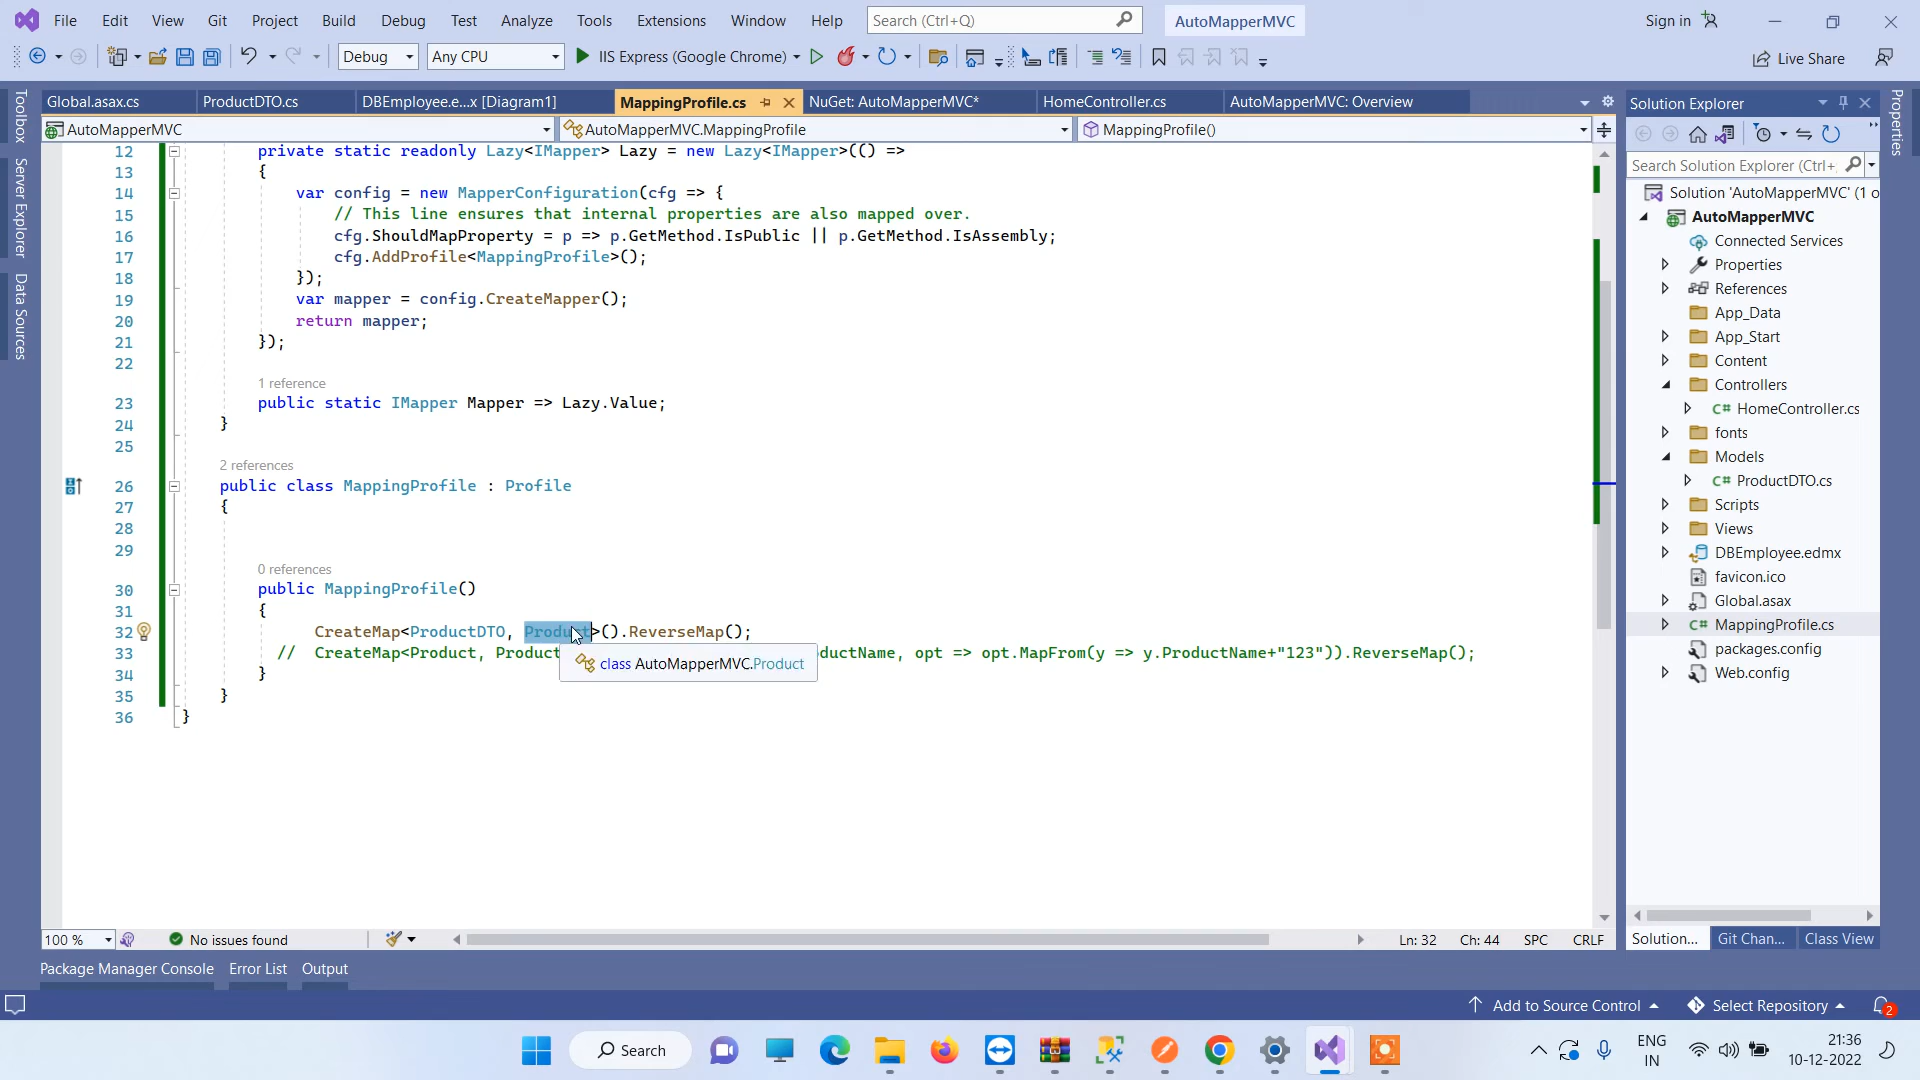 File Edit View Git Project Build Debug Test Analyze Tools Extensions Window Help Search (Ctrl+Q) AutoMapperMVC Sign in
Debug Any CPU IIS Express (Google Chrome) Live Share
Global.asax.cs ProductDTO.cs DBEmployee.e...x [Diagram1] MappingProfile.cs NuGet: AutoMapperMVC* HomeController.cs AutoMapperMVC: Overview
AutoMapperMVC AutoMapperMVC.MappingProfile MappingProfile()
Toolbox
Server Explorer
Data Sources
12 private static readonly Lazy<IMapper> Lazy = new Lazy<IMapper>(() =>
13 {
14 var config = new MapperConfiguration(cfg => {
15 // This line ensures that internal properties are also mapped over.
16 cfg.ShouldMapProperty = p => p.GetMethod.IsPublic || p.GetMethod.IsAssembly;
17 cfg.AddProfile<MappingProfile>();
18 });
19 var mapper = config.CreateMapper();
20 return mapper;
21 });
22
1 reference
23 public static IMapper Mapper => Lazy.Value;
24 }
25
2 references
26 public class MappingProfile : Profile
27 {
28
29
0 references
30 public MappingProfile()
31 {
32 CreateMap<ProductDTO, Product>().ReverseMap();
33 // CreateMap<Product, Product ductName, opt => opt.MapFrom(y => y.ProductName+"123")).ReverseMap();
class AutoMapperMVC.Product
34 }
35 }
36 }
100 % No issues found Ln: 32 Ch: 44 SPC CRLF
Package Manager Console Error List Output
Solution Explorer
Search Solution Explorer (Ctrl+;
Solution 'AutoMapperMVC' (1 o
AutoMapperMVC
Connected Services
Properties
References
App_Data
App_Start
Content
Controllers
C# HomeController.cs
fonts
Models
C# ProductDTO.cs
Scripts
Views
DBEmployee.edmx
favicon.ico
Global.asax
C# MappingProfile.cs
packages.config
Web.config
Solution... Git Chan... Class View
Properties
Add to Source Control Select Repository 2
Search
ENG
IN
21:36
10-12-2022